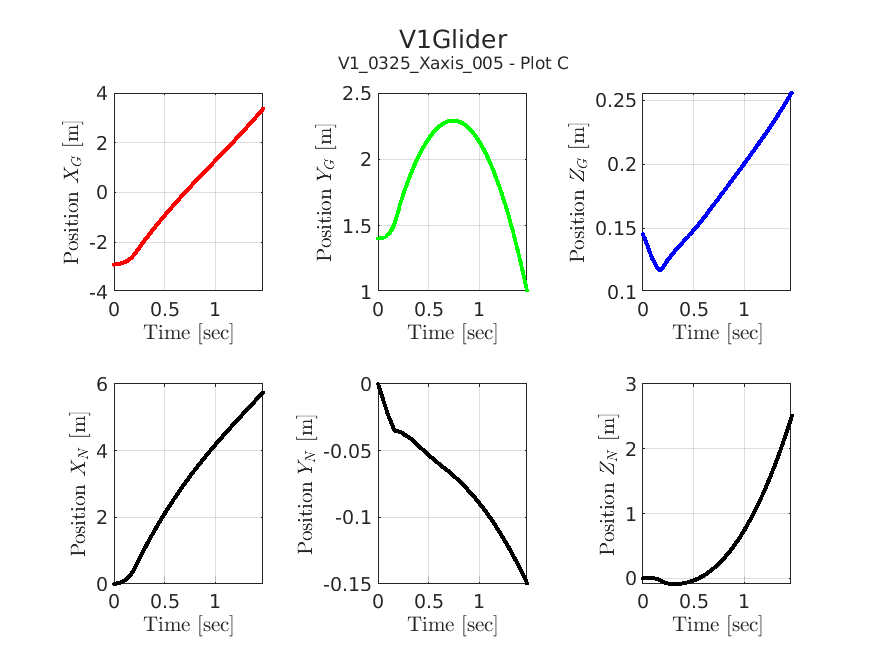 V1Glider
V1_0325_Xaxis_005 - Plot C
Position X_G [m]
4
2
0
-2
-4
0 0.5 1
Time [sec]
Position Y_G [m]
2.5
2
1.5
1
0 0.5 1
Time [sec]
Position Z_G [m]
0.25
0.2
0.15
0.1
0 0.5 1
Time [sec]
Position X_N [m]
6
4
2
0
0 0.5 1
Time [sec]
Position Y_N [m]
0
-0.05
-0.1
-0.15
0 0.5 1
Time [sec]
Position Z_N [m]
3
2
1
0
0 0.5 1
Time [sec]